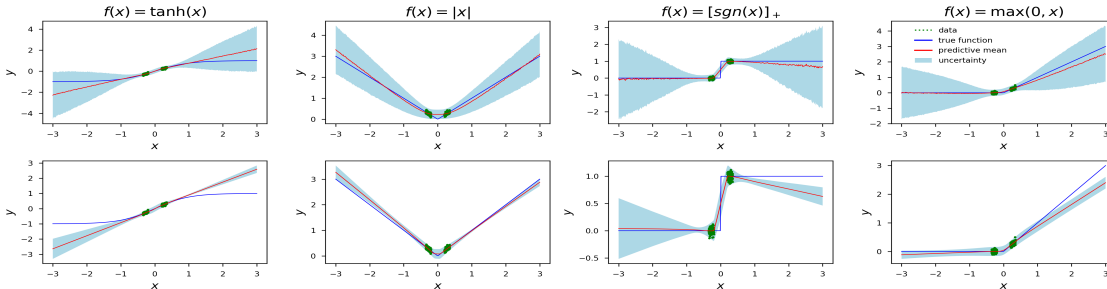 f(x) = tanh(x)
f(x) = |x|
f(x) = [sgn(x)]₊
f(x) = max(0, x)
y
4
2
0
−2
−4
−3 −2 −1 0 1 2 3
x
y
4
2
0
−3 −2 −1 0 1 2 3
x
y
3
2
1
0
−1
−2
−3 −2 −1 0 1 2 3
x
y
4
3
2
1
0
−1
−2
data
true function
predictive mean
uncertainty
−3 −2 −1 0 1 2 3
x
y
3
2
1
0
−1
−2
−3
−3 −2 −1 0 1 2 3
x
y
3
2
1
0
−3 −2 −1 0 1 2 3
x
y
1.0
0.5
0.0
−0.5
−3 −2 −1 0 1 2 3
x
y
3
2
1
0
−3 −2 −1 0 1 2 3
x